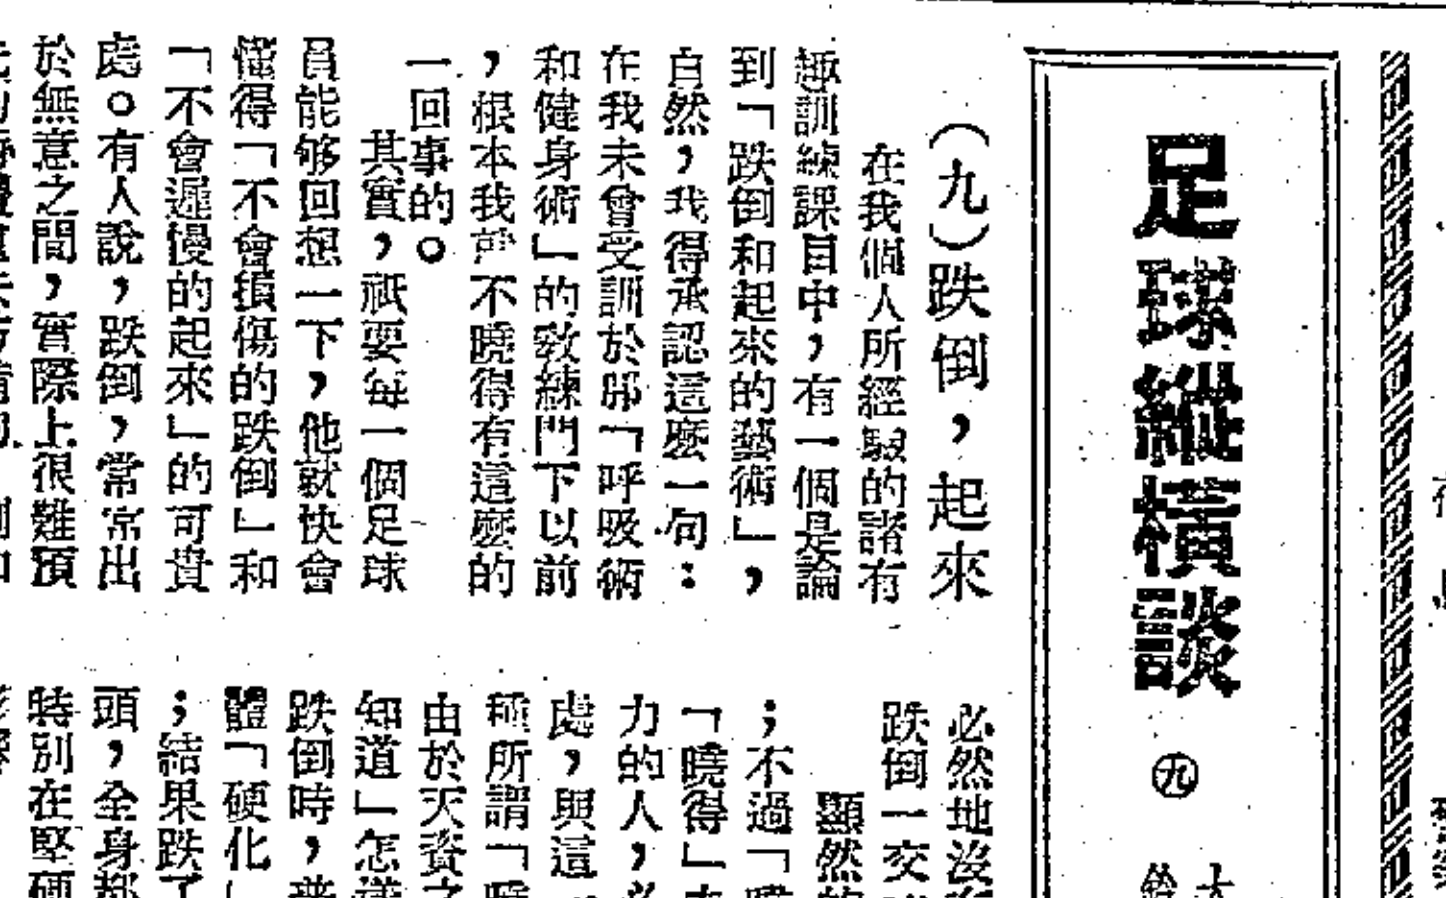 足球縱橫談
㊈
(九)跌倒,起來
在我個人所經驗的諸有
趣訓練課目中,有一個是論
到「跌倒和起來的藝術」,
自然,我得承認這麼一句:
在我未會受訓於那「呼吸術
和健身術」的教練門下以前
,根本我就不曉得有這麼的
一回事的。
其實,祇要每一個足球
員能够回想一下,他就快會
懂得「不會損傷的跌倒」和
「不會遲慢的起來」的可貴
處。有人說,跌倒,常常出
於無意之間,實際上很難預
必然地沒
跌倒一交
顯然的
;不過「
「曉得」
力的人,必
處,與這
種所謂「
由於天資之
知道」怎樣
跌倒時,普
體「硬化」
;結果跌了
頭,全身都
特別在堅硬